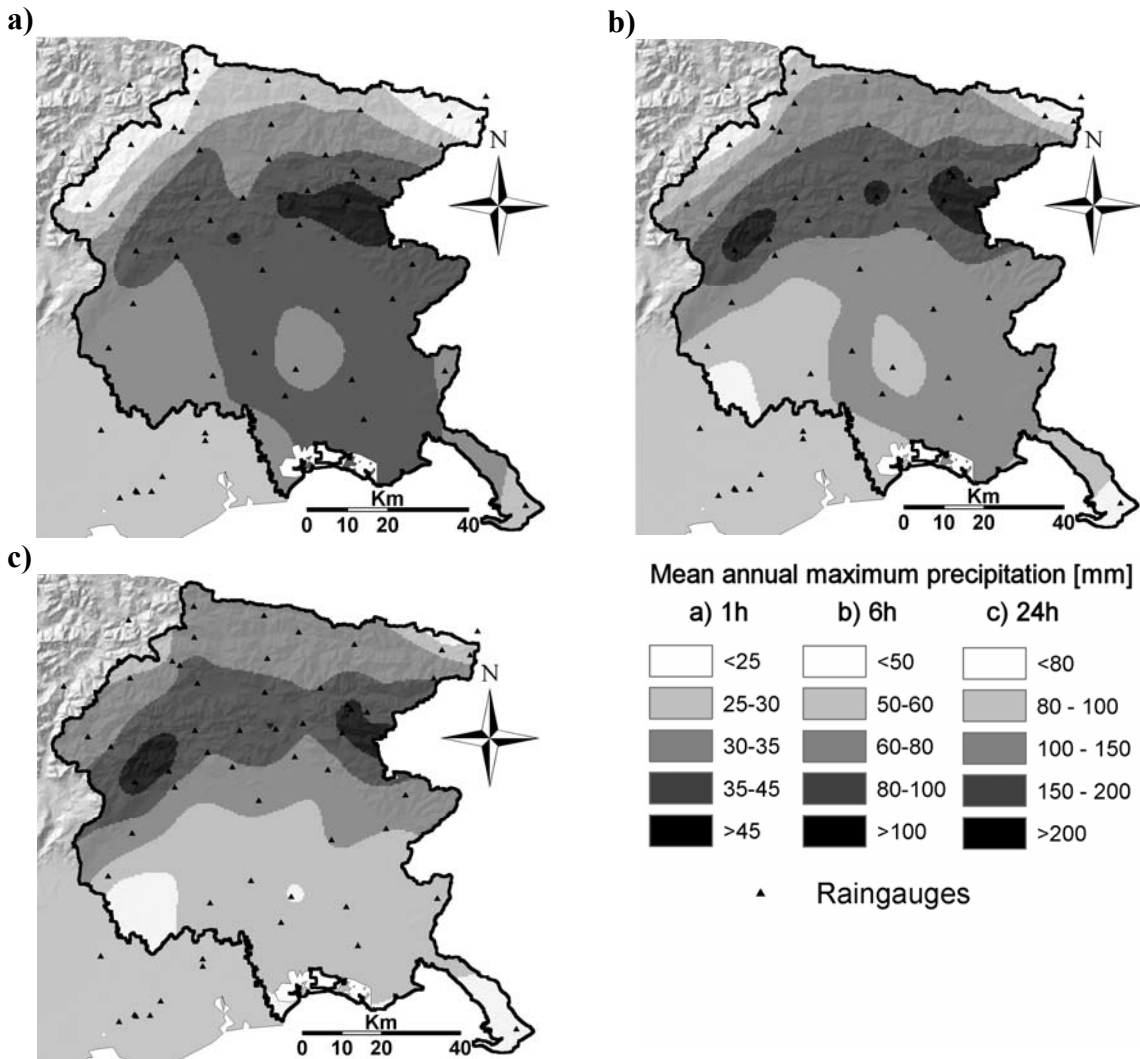 a)
N
Km
0 10 20 40
b)
N
Km
0 10 20 40
c)
N
Km
0 10 20 40
Mean annual maximum precipitation [mm]
a) 1h b) 6h c) 24h
<25 <50 <80
25-30 50-60 80 - 100
30-35 60-80 100 - 150
35-45 80-100 150 - 200
>45 >100 >200
Raingauges